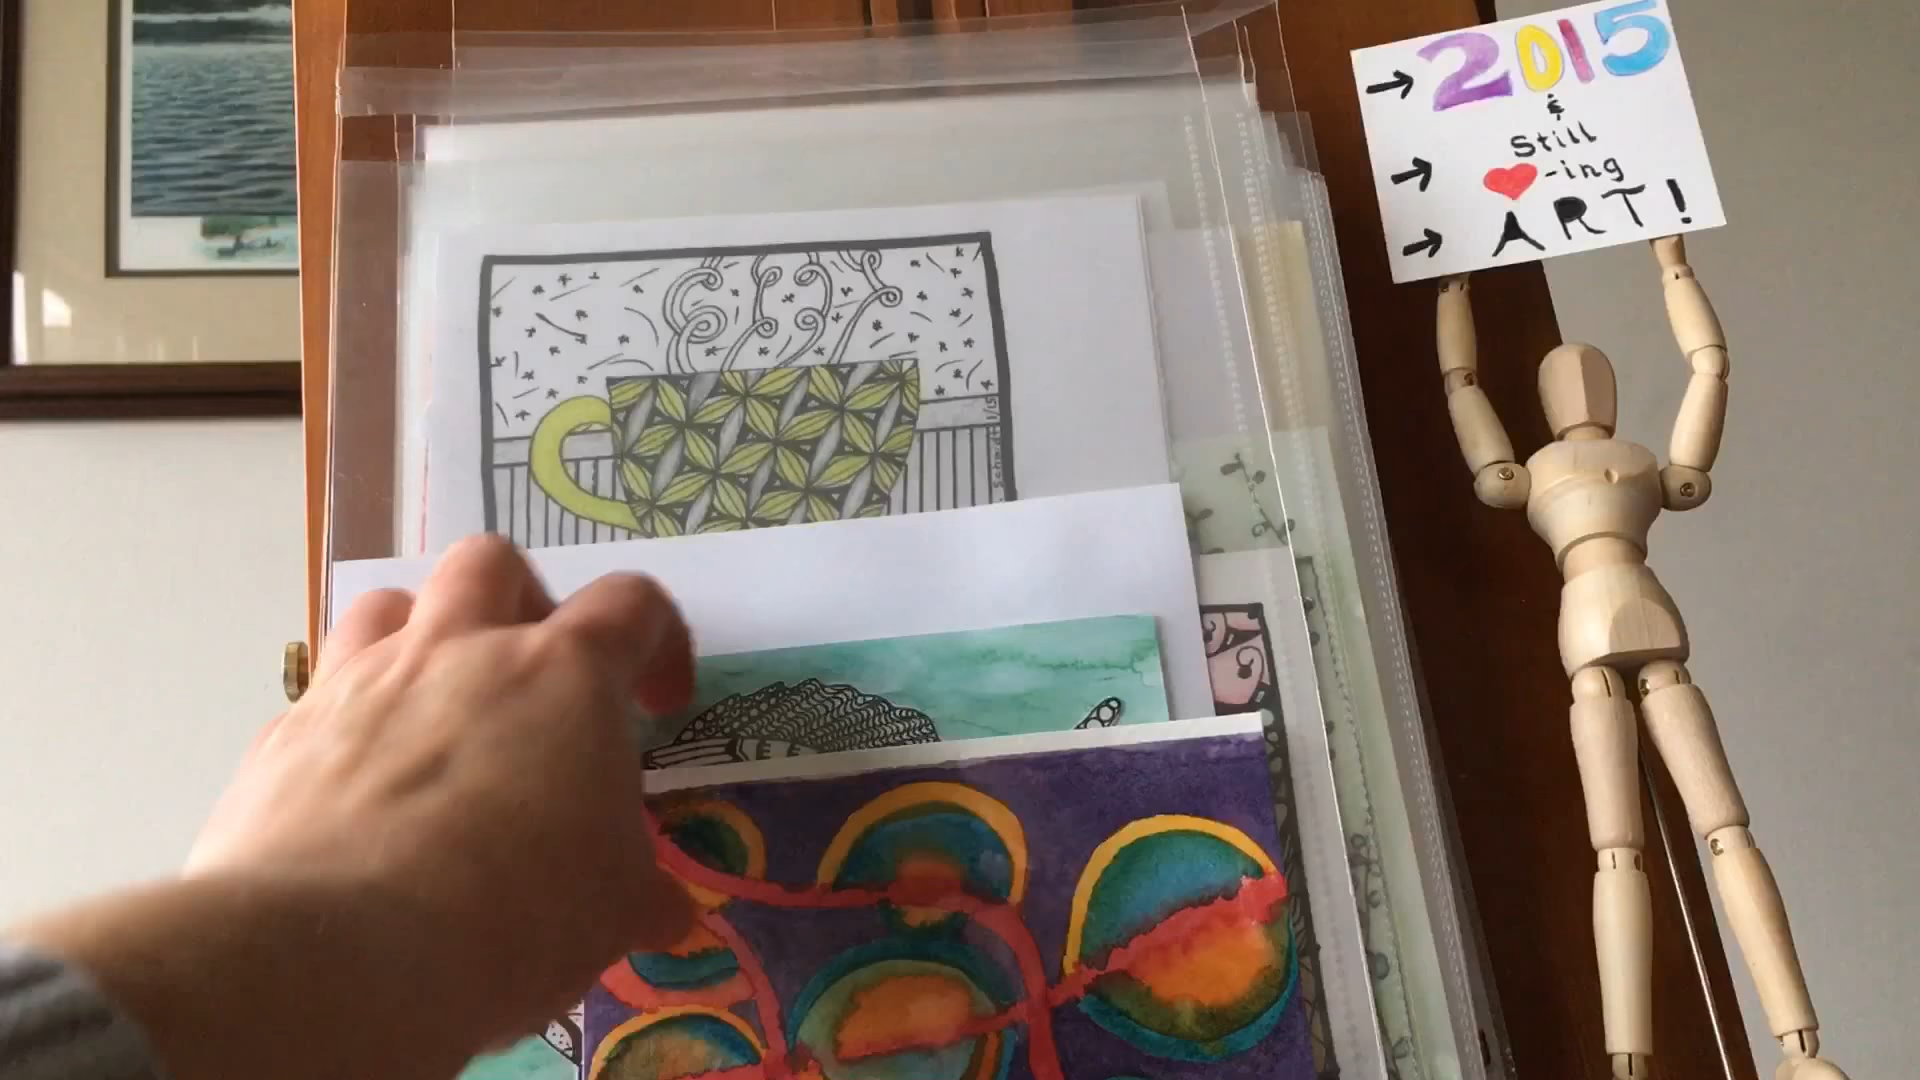 → 2015
&
Still
→ ❤-ing
→ ART!